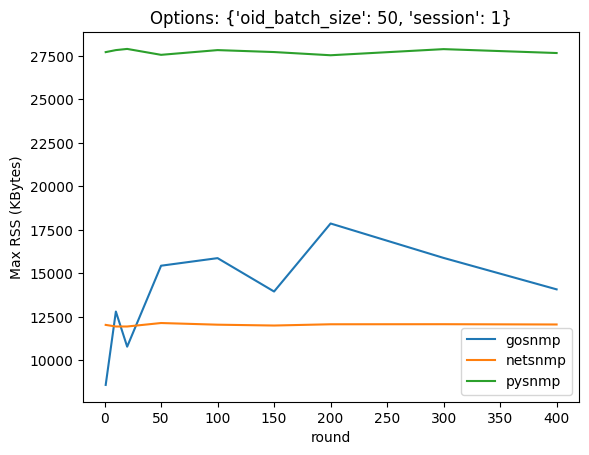 Options: {'oid_batch_size': 50, 'session': 1}
Max RSS (KBytes)
27500
25000
22500
20000
17500
15000
12500
10000
0 50 100 150 200 250 300 350 400
round
gosnmp
netsnmp
pysnmp